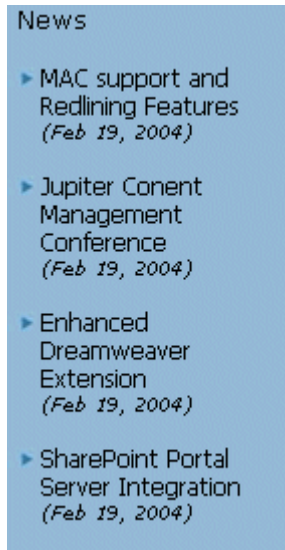 News
MAC support and
Redlining Features
(Feb 19, 2004)
Jupiter Conent
Management
Conference
(Feb 19, 2004)
Enhanced
Dreamweaver
Extension
(Feb 19, 2004)
SharePoint Portal
Server Integration
(Feb 19, 2004)